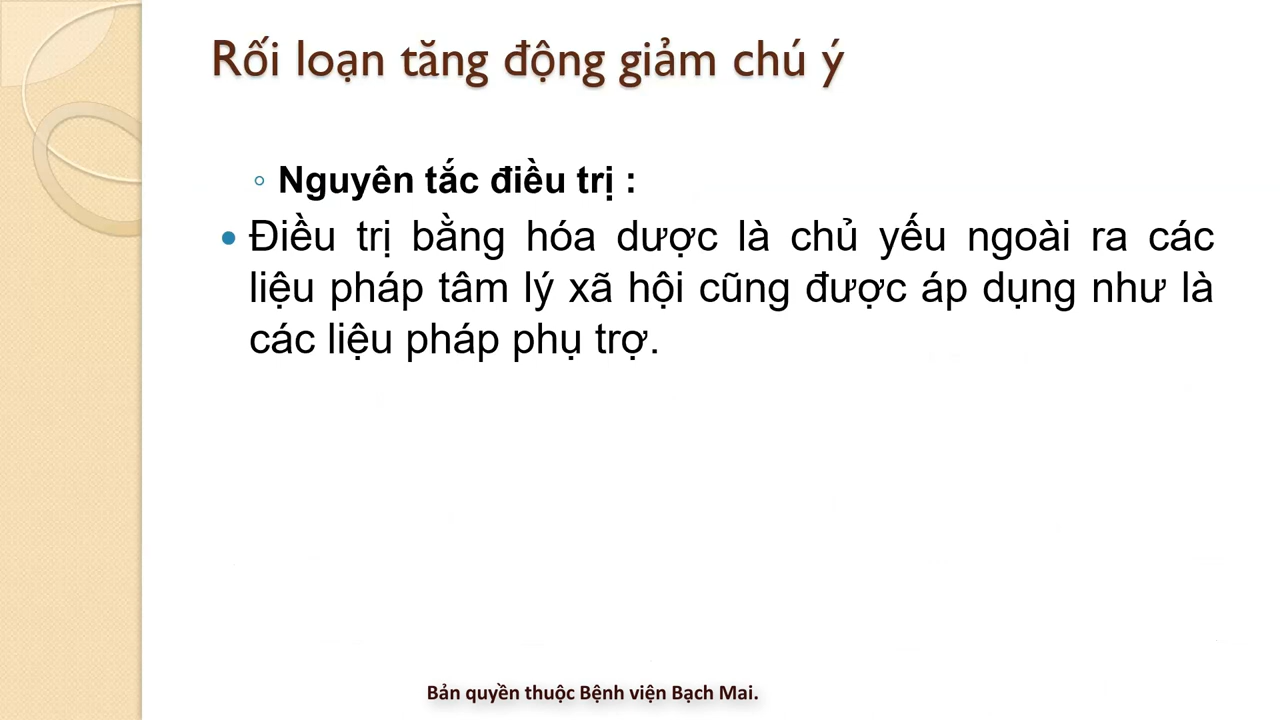 Rối loạn tăng động giảm chú ý
Nguyên tắc điều trị :
Điều trị bằng hóa dược là chủ yếu ngoài ra các
liệu pháp tâm lý xã hội cũng được áp dụng như là
các liệu pháp phụ trợ.
Bản quyền thuộc Bệnh viện Bạch Mai.